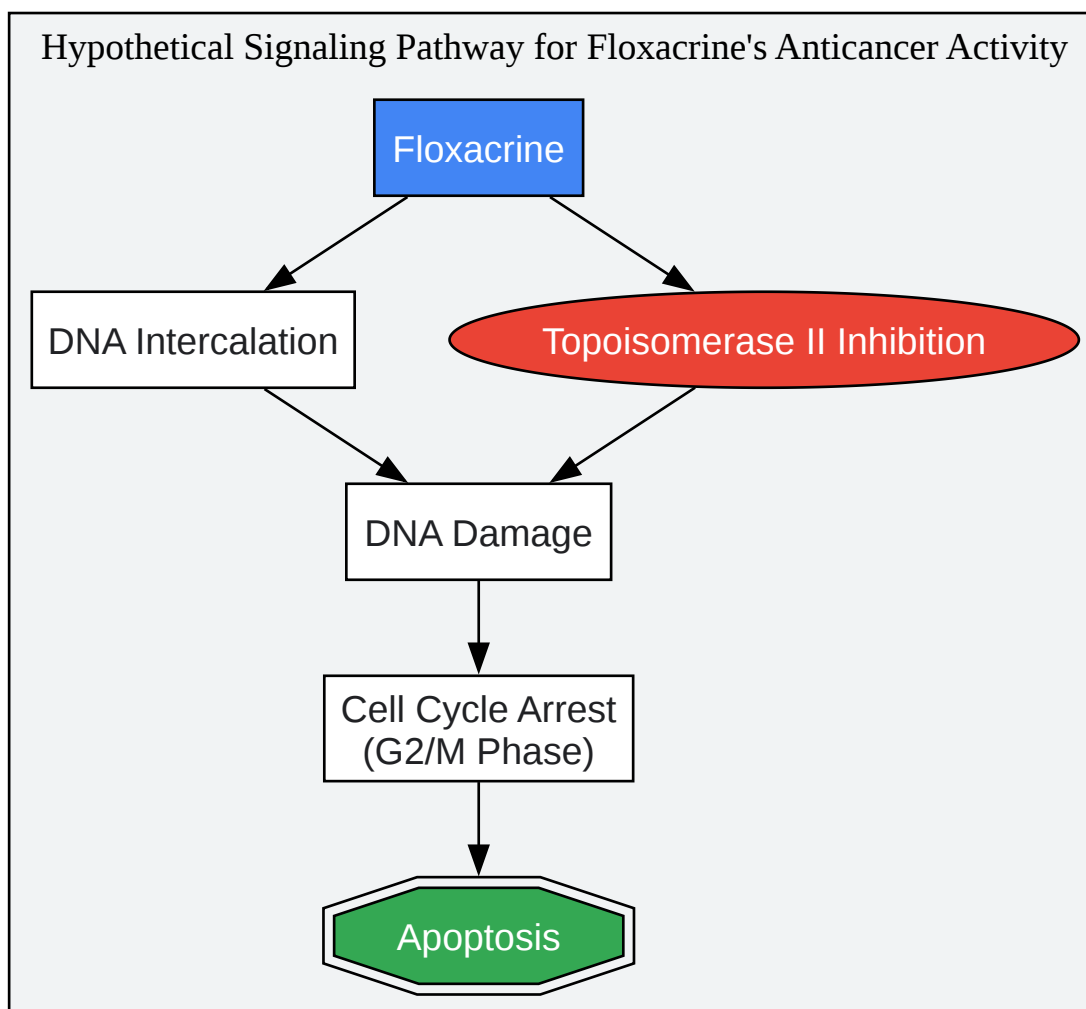 Hypothetical Signaling Pathway for Floxacrine's Anticancer Activity
Floxacrine
DNA Intercalation
Topoisomerase II Inhibition
DNA Damage
Cell Cycle Arrest
(G2/M Phase)
Apoptosis